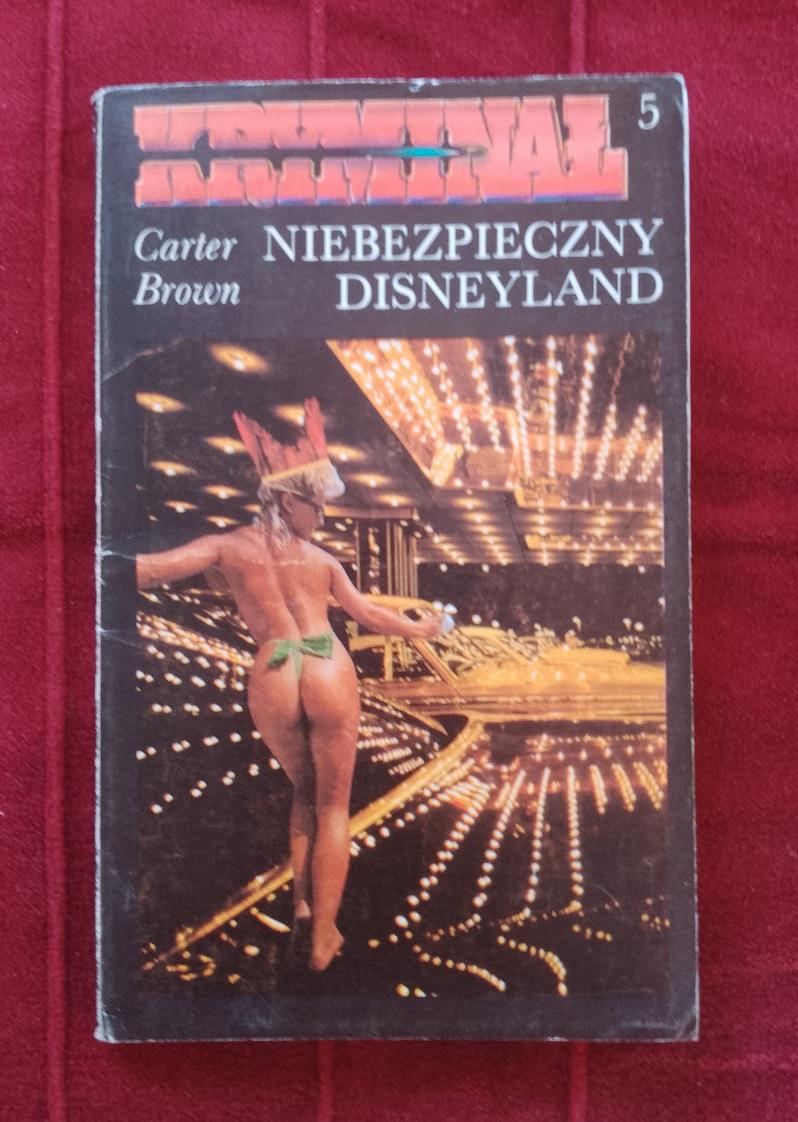 KRYMINAŁ
5
Carter
Brown
NIEBEZPIECZNY
DISNEYLAND